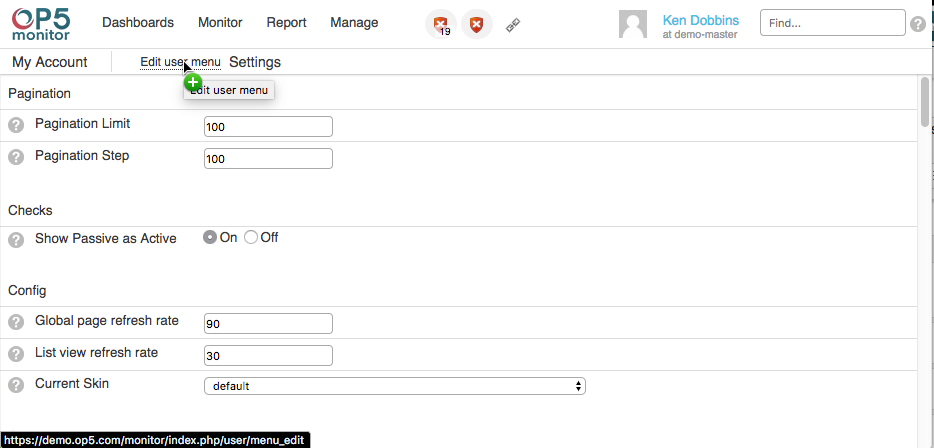 OP5
monitor
Dashboards Monitor Report Manage
19
Ken Dobbins
at demo-master
Find...
?
My Account Edit user menu Settings
Edit user menu
Pagination
? Pagination Limit 100
? Pagination Step 100
Checks
? Show Passive as Active On Off
Config
? Global page refresh rate 90
? List view refresh rate 30
? Current Skin default
https://demo.op5.com/monitor/index.php/user/menu_edit